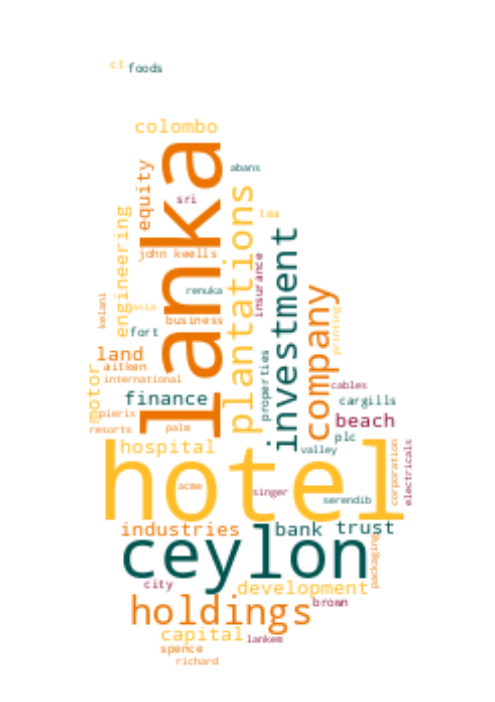 ct foods
colombo
lanka
equity
abans
sri
plantations
tea
engineering
john keells
investment
insurance
renuka
kelani
asia
business
company
printing
fort
land
aitken
international
properties
motor
finance
cables
cargills
pieris
resorts
palm
beach
plc
hospital
valley
hotel
corporation
electricals
acme
singer
serendib
industries
bank
trust
ceylon
packaging
city
development
holdings
brown
capital
lankem
spence
richard